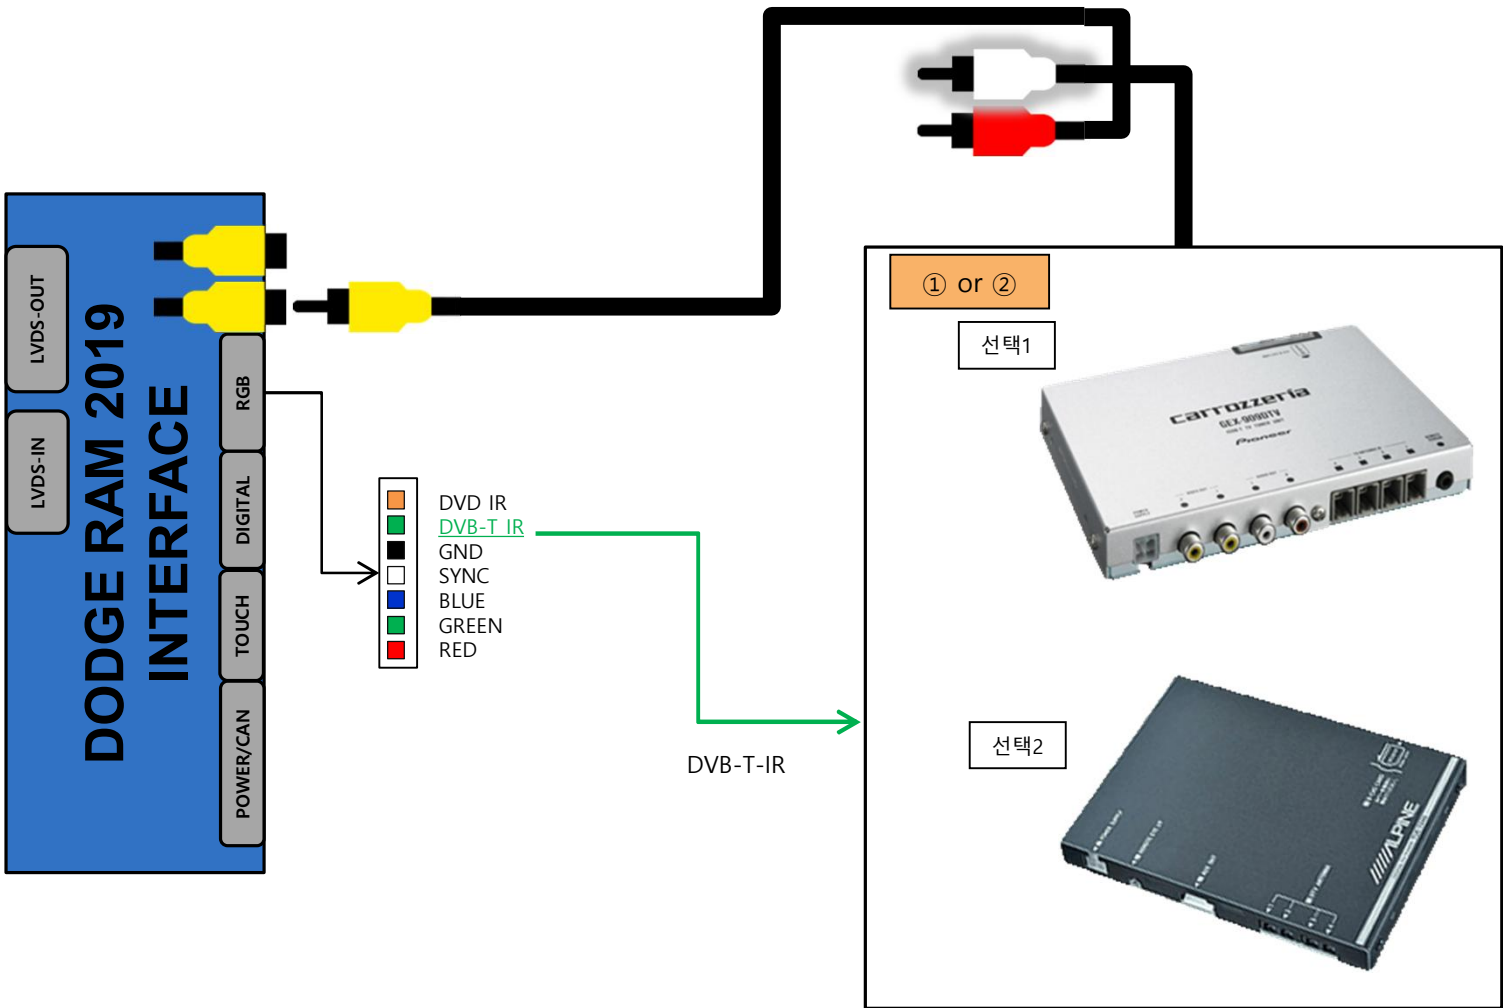 LVDS-OUT
LVDS-IN
DODGE RAM 2019
INTERFACE
RGB
DIGITAL
TOUCH
POWER/CAN
DVD IR
DVB-T IR
GND
SYNC
BLUE
GREEN
RED
DVB-T-IR
① or ②
선택1
carrozzeria
GEX-909DTV
Pioneer
선택2
ALPINE